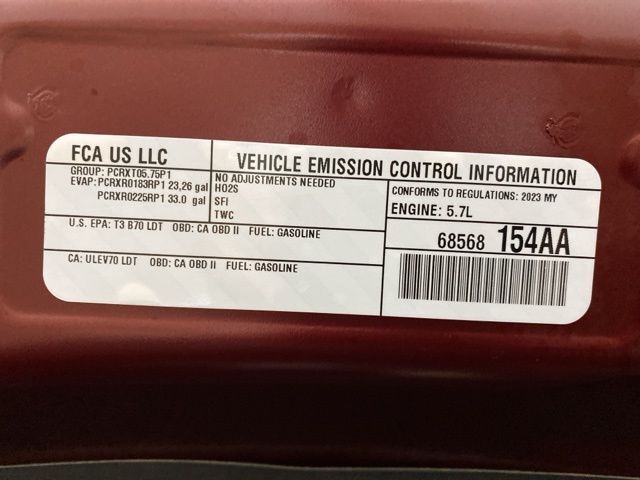 FCA US LLC
VEHICLE EMISSION CONTROL INFORMATION
GROUP: PCRXT05.75P1
EVAP: PCRXR0183RP1 23,26 gal
PCRXR0225RP1 33.0 gal
NO ADJUSTMENTS NEEDED
HO2S
SFI
TWC
CONFORMS TO REGULATIONS: 2023 MY
ENGINE: 5.7L
U.S. EPA: T3 B70 LDT OBD: CA OBD II FUEL: GASOLINE
68568 154AA
CA: ULEV70 LDT OBD: CA OBD II FUEL: GASOLINE